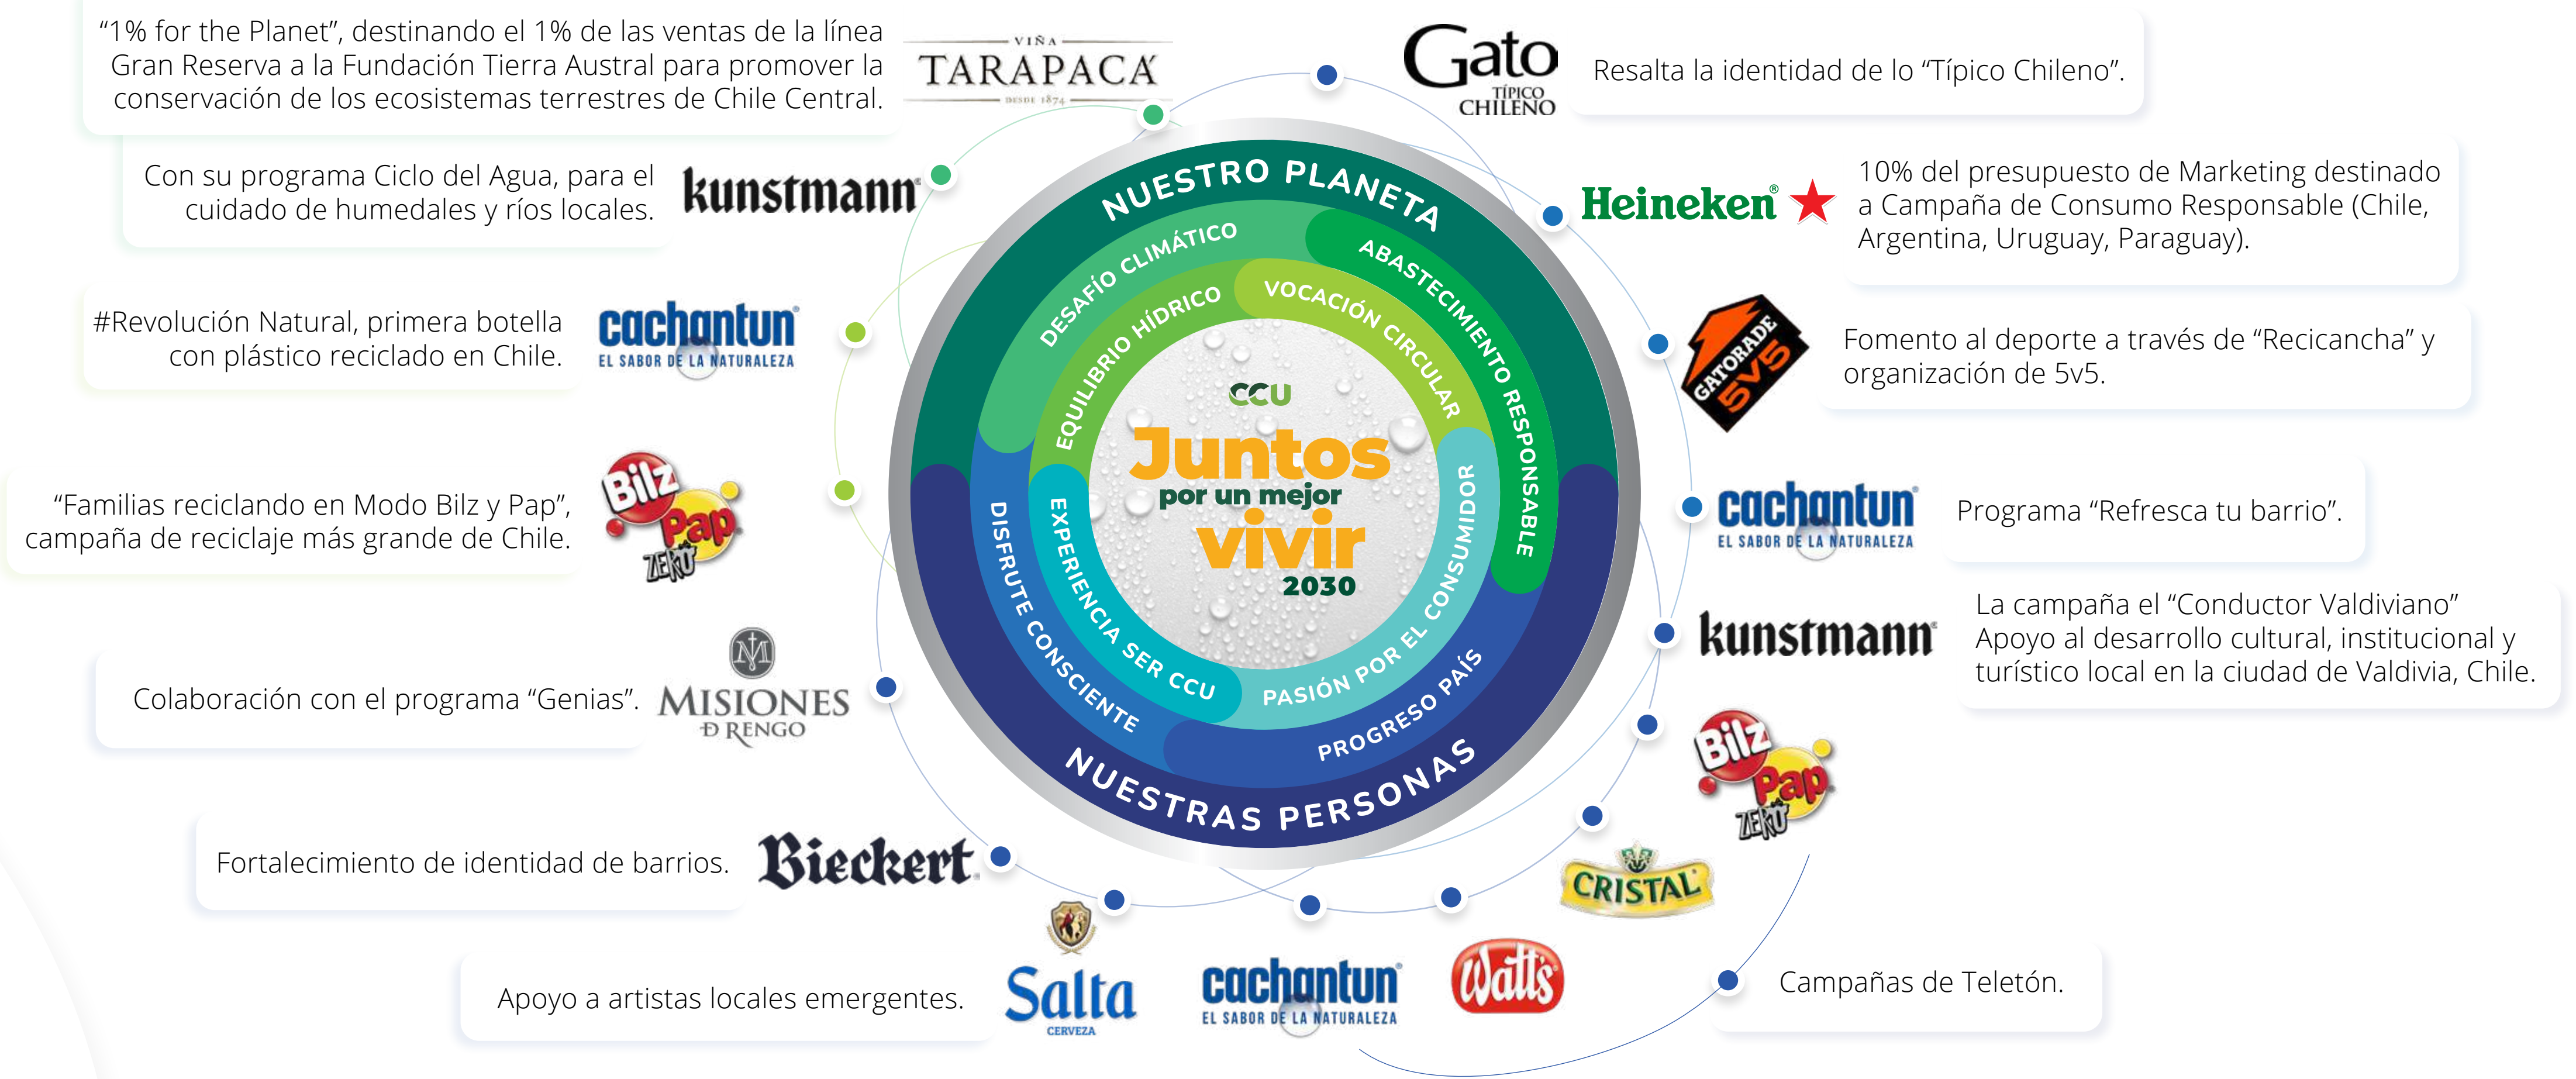 “1% for the Planet”, destinando el 1% de las ventas de la línea
Gran Reserva a la Fundación Tierra Austral para promover la
conservación de los ecosistemas terrestres de Chile Central.
VIÑA
TARAPACÁ
DESDE 1874
Con su programa Ciclo del Agua, para el
cuidado de humedales y ríos locales.
kunstmann®
#Revolución Natural, primera botella
con plástico reciclado en Chile.
cachantun®
EL SABOR DE LA NATURALEZA
“Familias reciclando en Modo Bilz y Pap”,
campaña de reciclaje más grande de Chile.
Bilz
Pap
ZERO
Colaboración con el programa “Genias”.
M
MISIONES
D RENGO
Fortalecimiento de identidad de barrios.
Bieckert
Apoyo a artistas locales emergentes.
Salta
CERVEZA
NUESTRO PLANETA
DESAFÍO CLIMÁTICO
ABASTECIMIENTO RESPONSABLE
EQUILIBRIO HÍDRICO
VOCACIÓN CIRCULAR
CCU
Juntos
por un mejor
vivir
2030
EXPERIENCIA SER CCU
PASIÓN POR EL CONSUMIDOR
DISFRUTE CONSCIENTE
PROGRESO PAÍS
NUESTRAS PERSONAS
Gato
TÍPICO
CHILENO
Resalta la identidad de lo “Típico Chileno”.
Heineken®
10% del presupuesto de Marketing destinado
a Campaña de Consumo Responsable (Chile,
Argentina, Uruguay, Paraguay).
GATORADE
5V5
Fomento al deporte a través de “Recicancha” y
organización de 5v5.
cachantun®
EL SABOR DE LA NATURALEZA
Programa “Refresca tu barrio”.
kunstmann®
La campaña el “Conductor Valdiviano”
Apoyo al desarrollo cultural, institucional y
turístico local en la ciudad de Valdivia, Chile.
Bilz
Pap
ZERO
CRISTAL
Watt's
cachantun®
EL SABOR DE LA NATURALEZA
Campañas de Teletón.